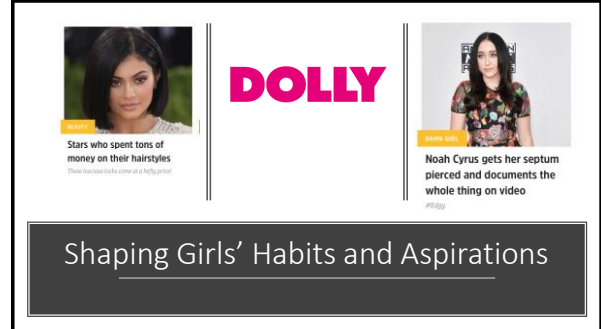 BEAUTY
Stars who spent tons of
money on their hairstyles
These luscious locks come at a hefty price!
DOLLY
DAMN GIRL
Noah Cyrus gets her septum
pierced and documents the
whole thing on video
#Edgy.
Shaping Girls’ Habits and Aspirations